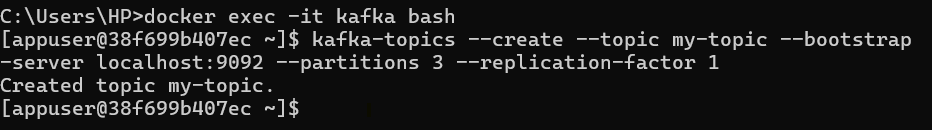 C:\Users\HP>docker exec -it kafka bash
[appuser@38f699b407ec ~]$ kafka-topics --create --topic my-topic --bootstrap
-server localhost:9092 --partitions 3 --replication-factor 1
Created topic my-topic.
[appuser@38f699b407ec ~]$